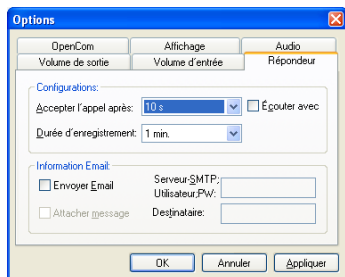 Options
OpenCom Affichage Audio
Volume de sortie Volume d'entrée Répondeur
Configurations:
Accepter l'appel après: 10 s Écouter avec
Durée d'enregistrement: 1 min.
Information Email:
Envoyer Email Serveur-SMTP;
Utilisateur;PW:
Attacher message Destinataire:
OK Annuler Appliquer